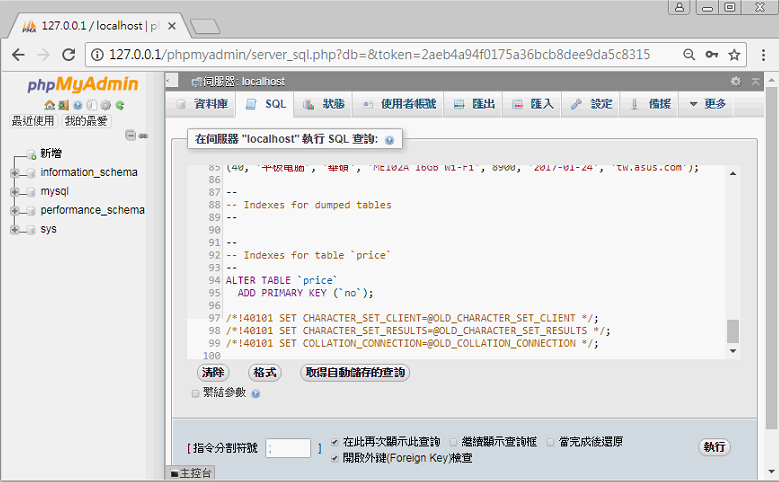 127.0.0.1 / localhost | p
127.0.0.1/phpmyadmin/server_sql.php?db=&token=2aeb4a94f0175a36bcb8dee9da5c8315
phpMyAdmin
最近使用 我的最愛
新增
information_schema
mysql
performance_schema
sys
伺服器: localhost
資料庫 SQL 狀態 使用者帳號 匯出 匯入 設定 備援 更多
在伺服器 "localhost" 執行 SQL 查詢:
85 (40, '平板電腦', '華碩', 'ME102A 16GB Wi-Fi', 8900, '2017-01-24', 'tw.asus.com');
86
87 --
88 -- Indexes for dumped tables
89 --
90
91 --
92 -- Indexes for table `price`
93 --
94 ALTER TABLE `price`
95 ADD PRIMARY KEY (`no`);
96
97 /*!40101 SET CHARACTER_SET_CLIENT=@OLD_CHARACTER_SET_CLIENT */;
98 /*!40101 SET CHARACTER_SET_RESULTS=@OLD_CHARACTER_SET_RESULTS */;
99 /*!40101 SET COLLATION_CONNECTION=@OLD_COLLATION_CONNECTION */;
100
清除 格式 取得自動儲存的查詢
繫結參數
[ 指令分割符號 ; ] 在此再次顯示此查詢 繼續顯示查詢框 當完成後還原 執行
開啟外鍵(Foreign Key)檢查
主控台